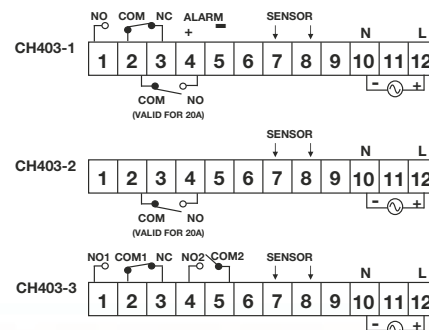 NO COM NC ALARM SENSOR
+ - N L
CH403-1
1 2 3 4 5 6 7 8 9 10 11 12
- +
COM NO
(VALID FOR 20A)
SENSOR
N L
CH403-2
1 2 3 4 5 6 7 8 9 10 11 12
- +
COM NO
(VALID FOR 20A)
NO1 COM1 NC NO2 COM2 SENSOR
N L
CH403-3
1 2 3 4 5 6 7 8 9 10 11 12
- +